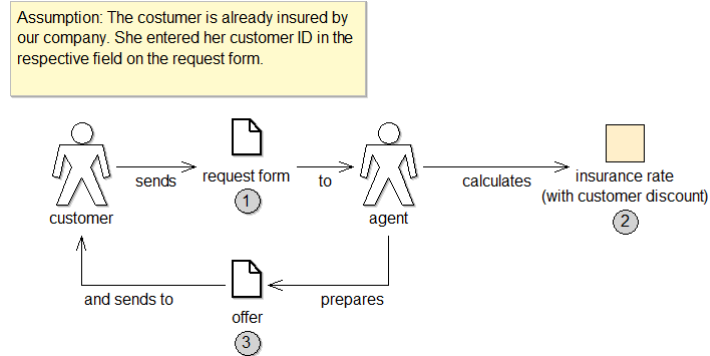 Assumption: The costumer is already insured by
our company. She entered her customer ID in the
respective field on the request form.
sends
request form
to
calculates
insurance rate
(with customer discount)
customer
1
agent
2
and sends to
prepares
offer
3